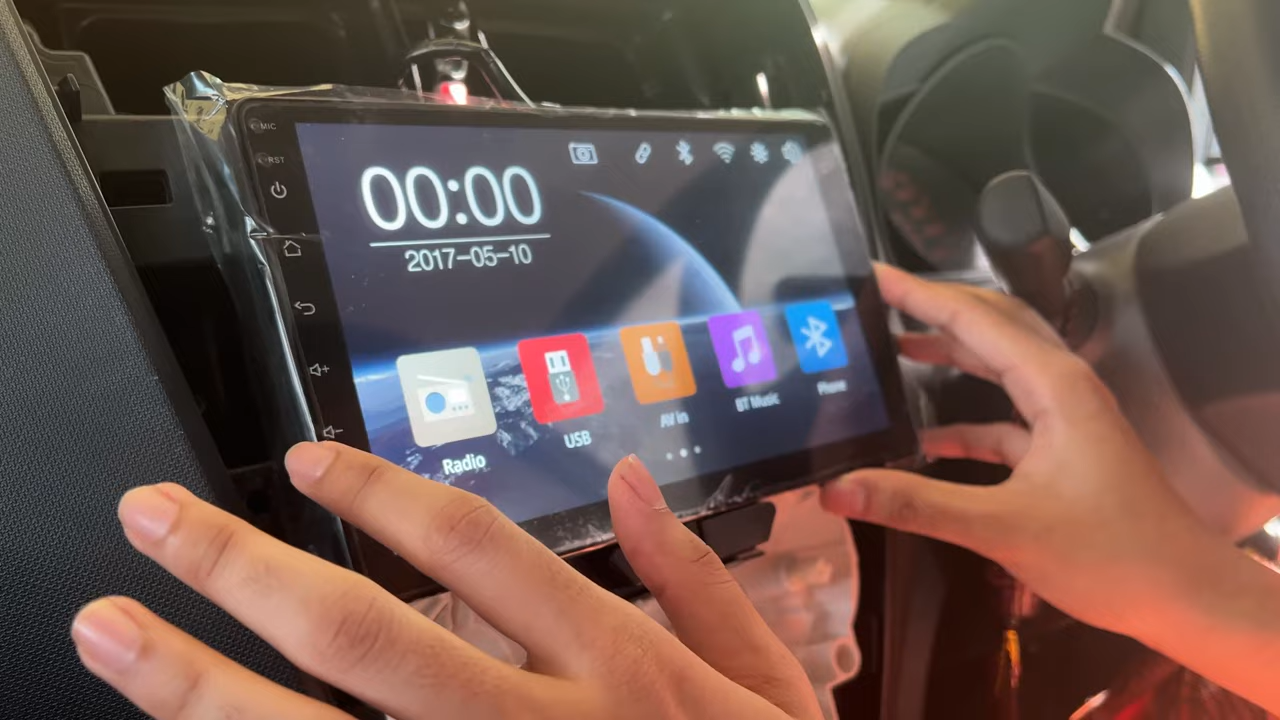 MIC
RST
00:00
2017-05-10
Radio
USB
AV in
BT Music
Phone